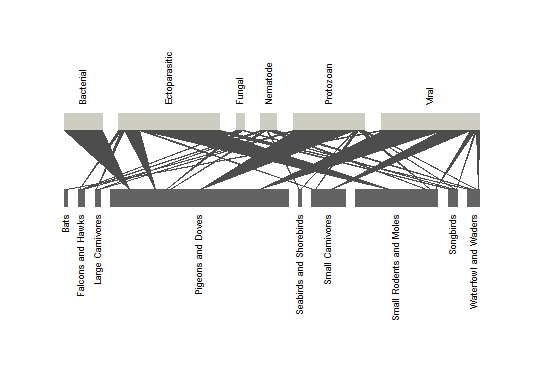 Bats
Falcons and Hawks
Large Carnivores
Pigeons and Doves
Seabirds and Shorebirds
Small Carnivores
Small Rodents and Moles
Songbirds
Waterfowl and Waders
Bacterial
Ectoparasitic
Fungal
Nematode
Protozoan
Viral